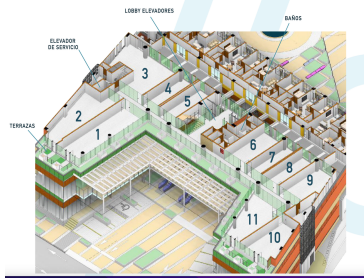 LOBBY ELEVADORES
BAÑOS
ELEVADOR
DE SERVICIO
TERRAZAS
3
4
5
2
1
6
7
8
9
11
10